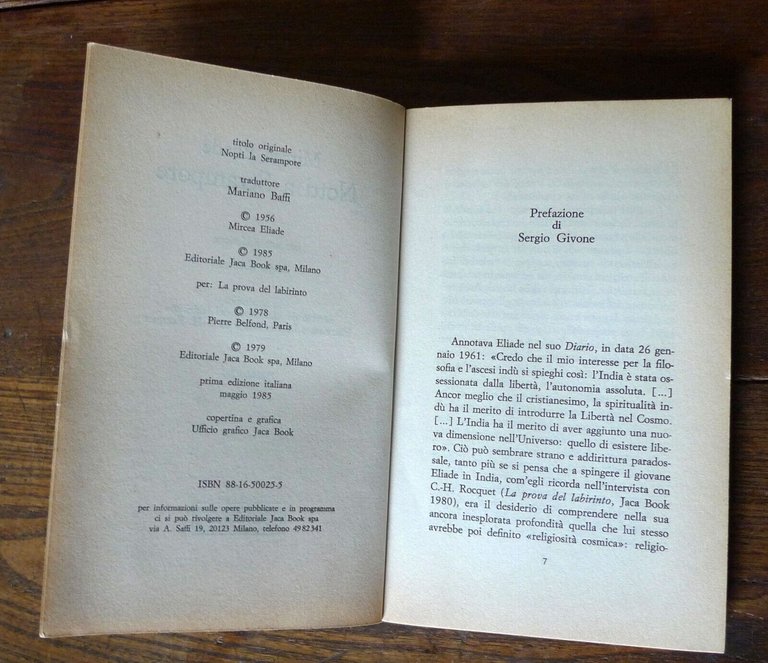 titolo originale
Nopti la Serampore
traduttore
Mariano Baffi
© 1956
Mircea Eliade
© 1985
Editoriale Jaca Book spa, Milano
per: La prova del labirinto
© 1978
Pierre Belfond, Paris
© 1979
Editoriale Jaca Book spa, Milano
prima edizione italiana
maggio 1985
copertina e grafica
Ufficio grafico Jaca Book
ISBN 88-16-50025-5
per informazioni sulle opere pubblicate e in programma
ci si può rivolgere a Editoriale Jaca Book spa
via A. Saffi 19, 20123 Milano, telefono 4982341
Prefazione
di
Sergio Givone
Annotava Eliade nel suo Diario, in data 26 gen-
naio 1961: «Credo che il mio interesse per la filo-
sofia e l'ascesi indù si spieghi così: l'India è stata os-
sessionata dalla libertà, l'autonomia assoluta. [...]
Ancor meglio che il cristianesimo, la spiritualità in-
dù ha il merito di introdurre la Libertà nel Cosmo.
[...] L'India ha il merito di aver aggiunto una nuo-
va dimensione nell'Universo: quello di esistere libe-
ro». Ciò può sembrare strano e addirittura parados-
sale, tanto più se si pensa che a spingere il giovane
Eliade in India, com'egli ricorda nell'intervista con
C.-H. Rocquet (La prova del labirinto, Jaca Book
1980), era il desiderio di comprendere nella sua
ancora inesplorata profondità quella che lui stesso
avrebbe poi definito «religiosità cosmica»: religio-
7